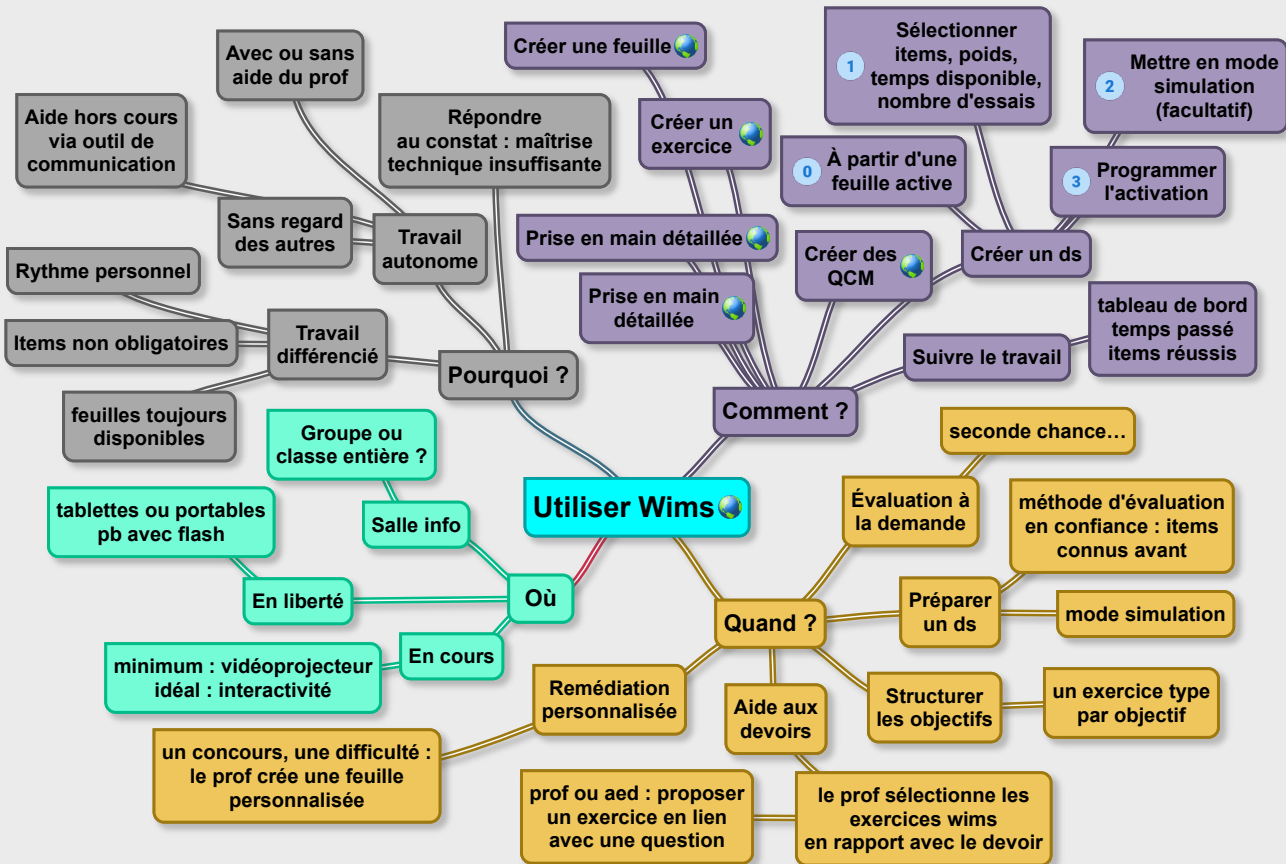 Utiliser Wims
Pourquoi ?
Répondre
au constat : maîtrise
technique insuffisante
Travail
autonome
Avec ou sans
aide du prof
Aide hors cours
via outil de
communication
Sans regard
des autres
Travail
différencié
Rythme personnel
Items non obligatoires
feuilles toujours
disponibles
Comment ?
Créer une feuille
Créer un
exercice
Prise en main détaillée
Prise en main
détaillée
Créer des
QCM
Créer un ds
0
À partir d'une
feuille active
1
Sélectionner
items, poids,
temps disponible,
nombre d'essais
2
Mettre en mode
simulation
(facultatif)
3
Programmer
l'activation
Suivre le travail
tableau de bord
temps passé
items réussis
Où
Salle info
Groupe ou
classe entière ?
En liberté
tablettes ou portables
pb avec flash
En cours
minimum : vidéoprojecteur
idéal : interactivité
Quand ?
Évaluation à
la demande
seconde chance…
Préparer
un ds
méthode d'évaluation
en confiance : items
connus avant
mode simulation
Structurer
les objectifs
un exercice type
par objectif
Aide aux
devoirs
le prof sélectionne les
exercices wims
en rapport avec le devoir
prof ou aed : proposer
un exercice en lien
avec une question
Remédiation
personnalisée
un concours, une difficulté :
le prof crée une feuille
personnalisée